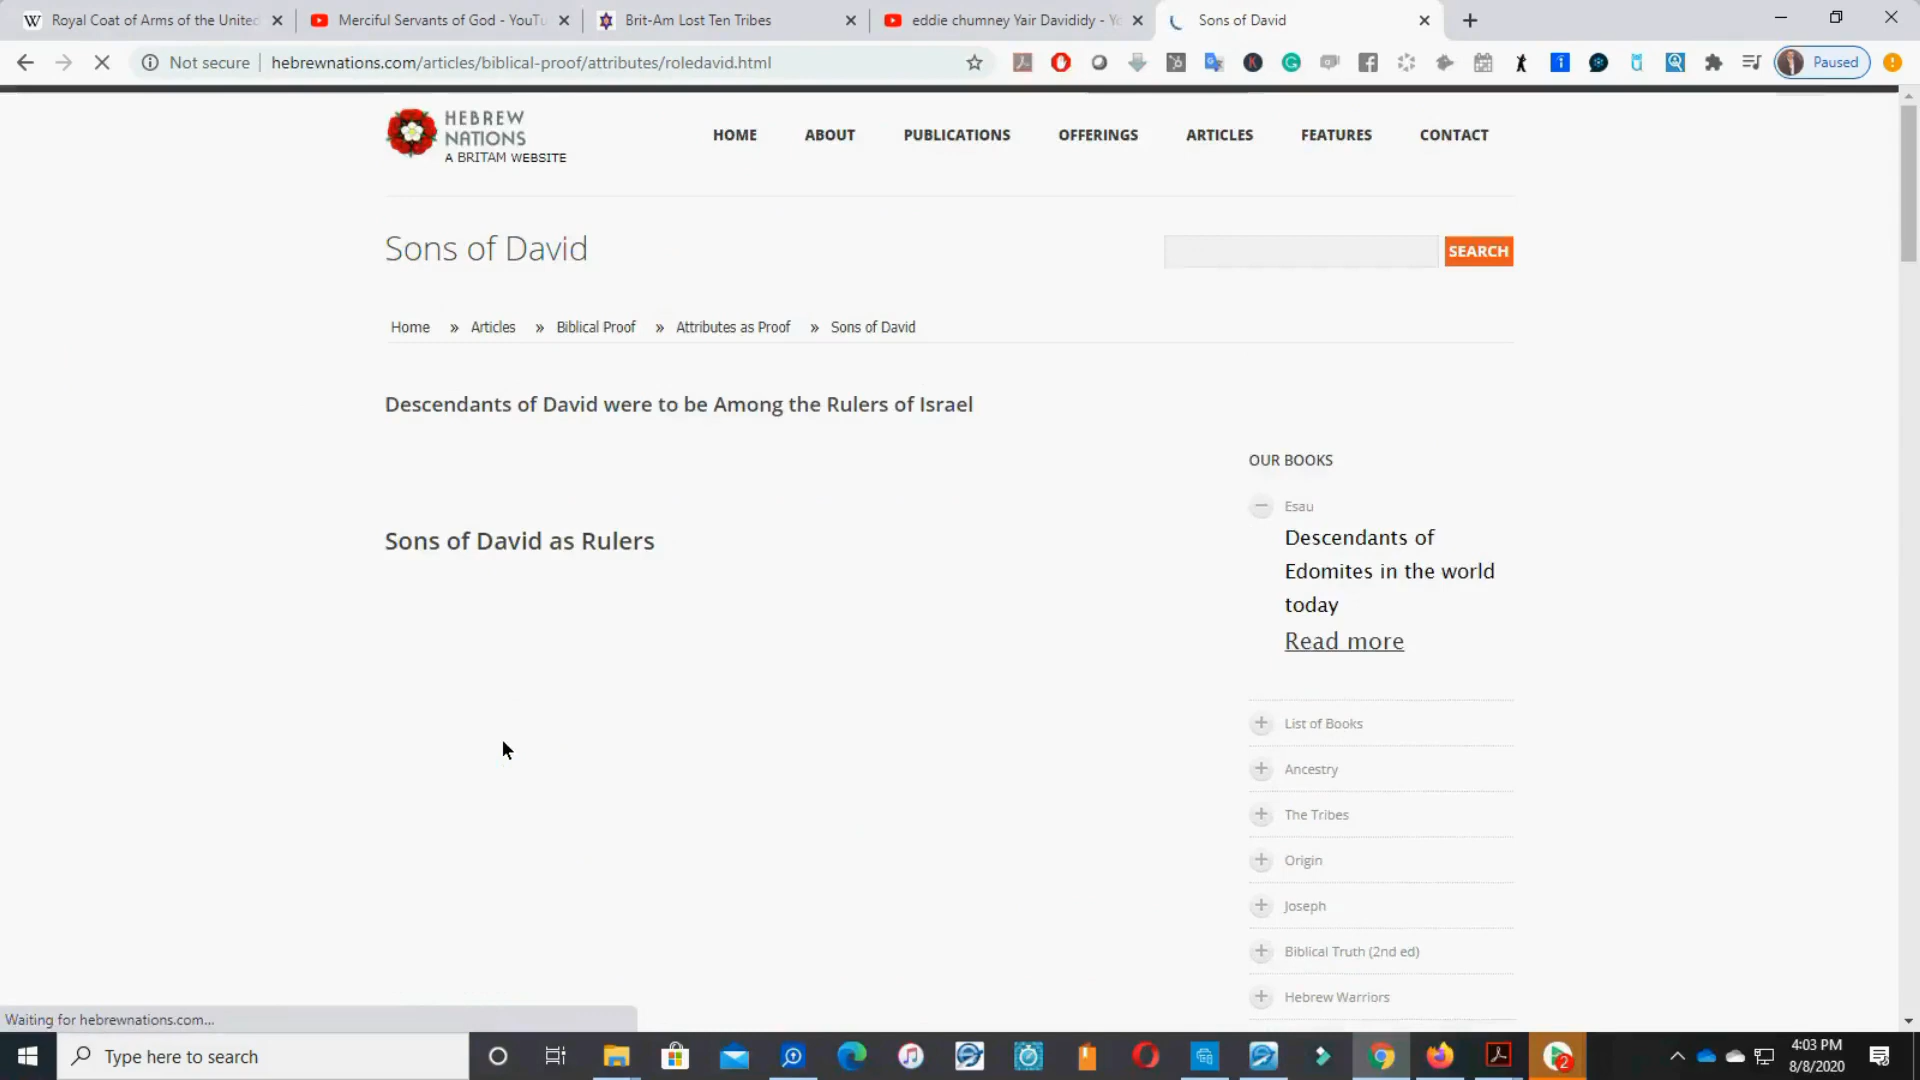 Royal Coat of Arms of the United
Merciful Servants of God - YouTu
Brit-Am Lost Ten Tribes
eddie chumney Yair Davididy - Yo
Sons of David
Not secure
hebrewnations.com/articles/biblical-proof/attributes/roledavid.html
Paused
HEBREW
NATIONS
A BRITAM WEBSITE
HOME
ABOUT
PUBLICATIONS
OFFERINGS
ARTICLES
FEATURES
CONTACT
Sons of David
SEARCH
Home » Articles » Biblical Proof » Attributes as Proof » Sons of David
Descendants of David were to be Among the Rulers of Israel
OUR BOOKS
Esau
Descendants of
Edomites in the world
today
Read more
Sons of David as Rulers
List of Books
Ancestry
The Tribes
Origin
Joseph
Biblical Truth (2nd ed)
Hebrew Warriors
Waiting for hebrewnations.com...
Type here to search
2
4:03 PM
8/8/2020